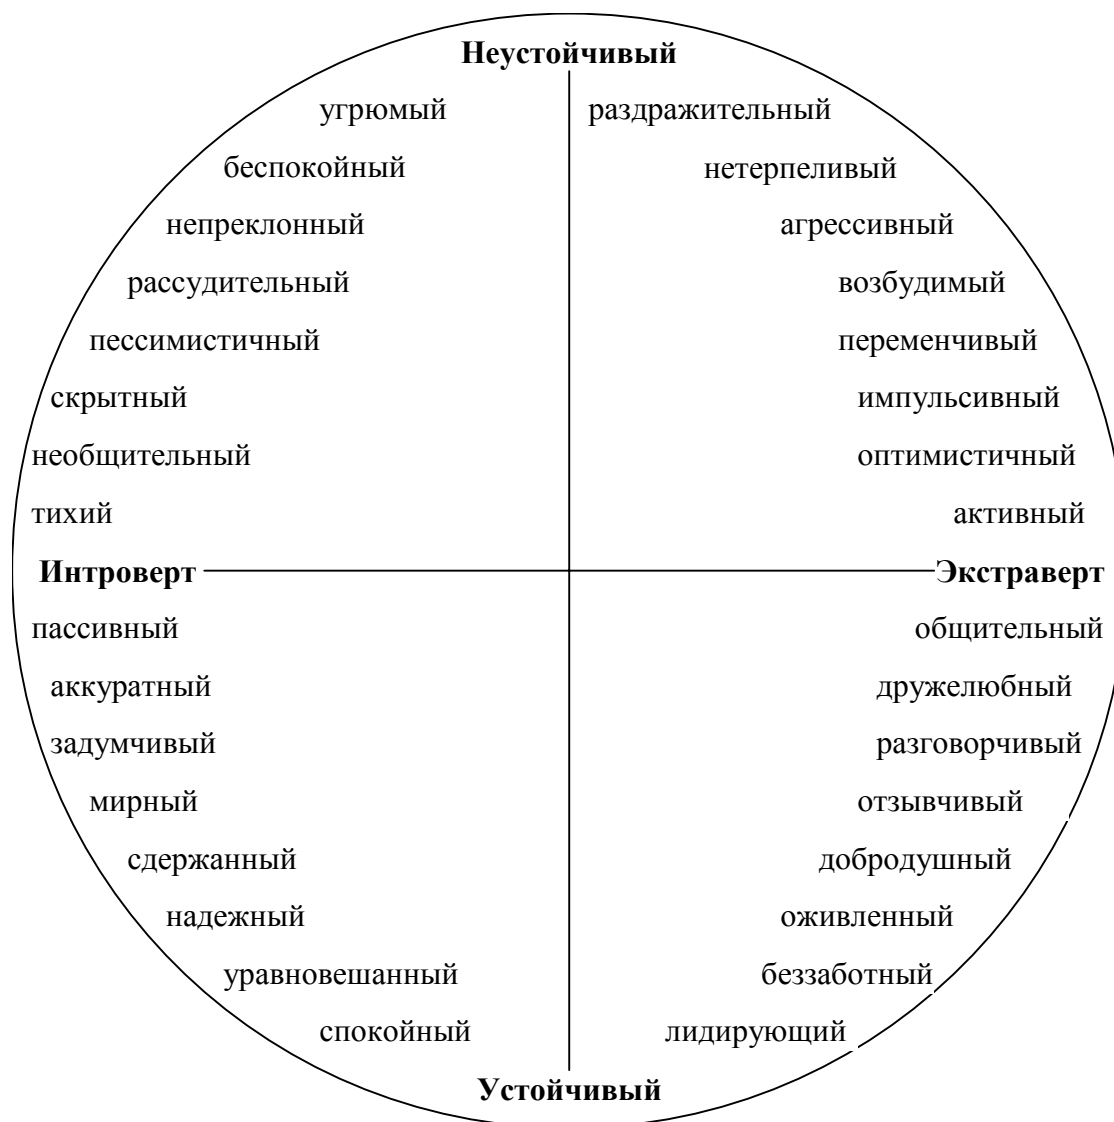 Неустойчивый
угрюмый раздражительный
беспокойный нетерпеливый
непреклонный агрессивный
рассудительный возбудимый
пессимистичный переменчивый
скрытный импульсивный
необщительный оптимистичный
тихий активный
Интроверт Экстраверт
пассивный общительный
аккуратный дружелюбный
задумчивый разговорчивый
мирный отзывчивый
сдержанный добродушный
надежный оживленный
уравновешанный беззаботный
спокойный лидирующий
Устойчивый